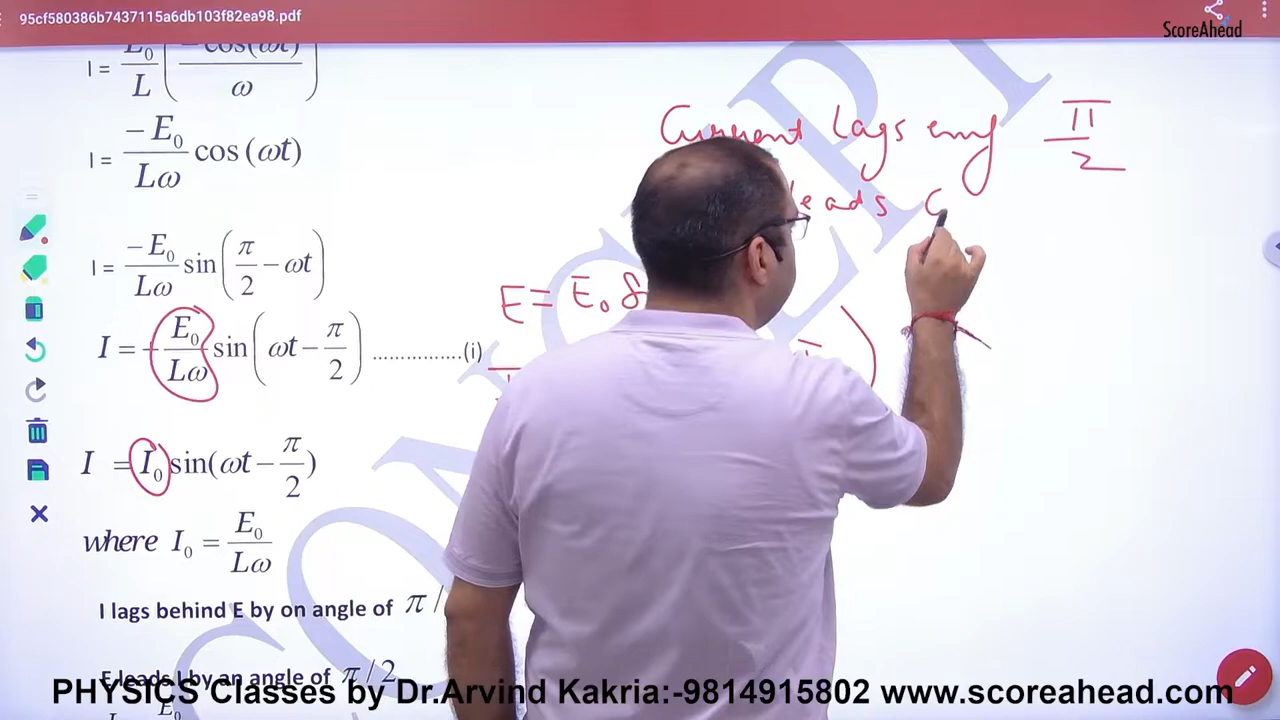 95cf580386b7437115a6db103f82ea98.pdf
ScoreAhead
I = E₀/L (−cos(ωt)/ω)
I = −E₀/Lω cos(ωt)
I = −E₀/Lω sin(π/2 − ωt)
I = −E₀/Lω sin(ωt − π/2) ................(i)
I = I₀ sin(ωt − π/2)
where I₀ = E₀/Lω
I lags behind E by on angle of π /
E leads I by an angle of π / 2
E₀
Current lags emf π/2
leads C
E = E₀ S
CONCEPT
PHYSICS Classes by Dr.Arvind Kakria:-9814915802 www.scoreahead.com